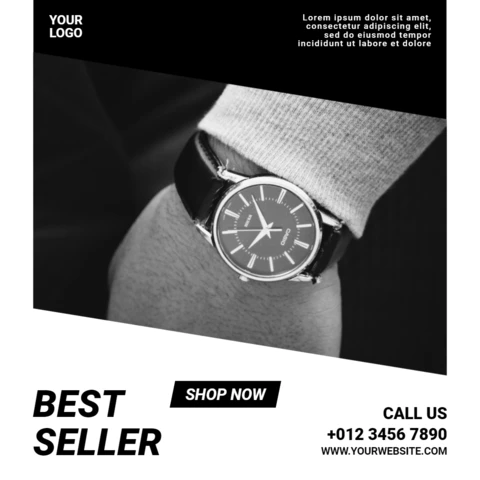 YOUR
LOGO
Lorem ipsum dolor sit amet,
consectetur adipiscing elit,
sed do eiusmod tempor
incididunt ut labore et dolore
CASIO
BEST
SELLER
SHOP NOW
CALL US
+012 3456 7890
WWW.YOURWEBSITE.COM